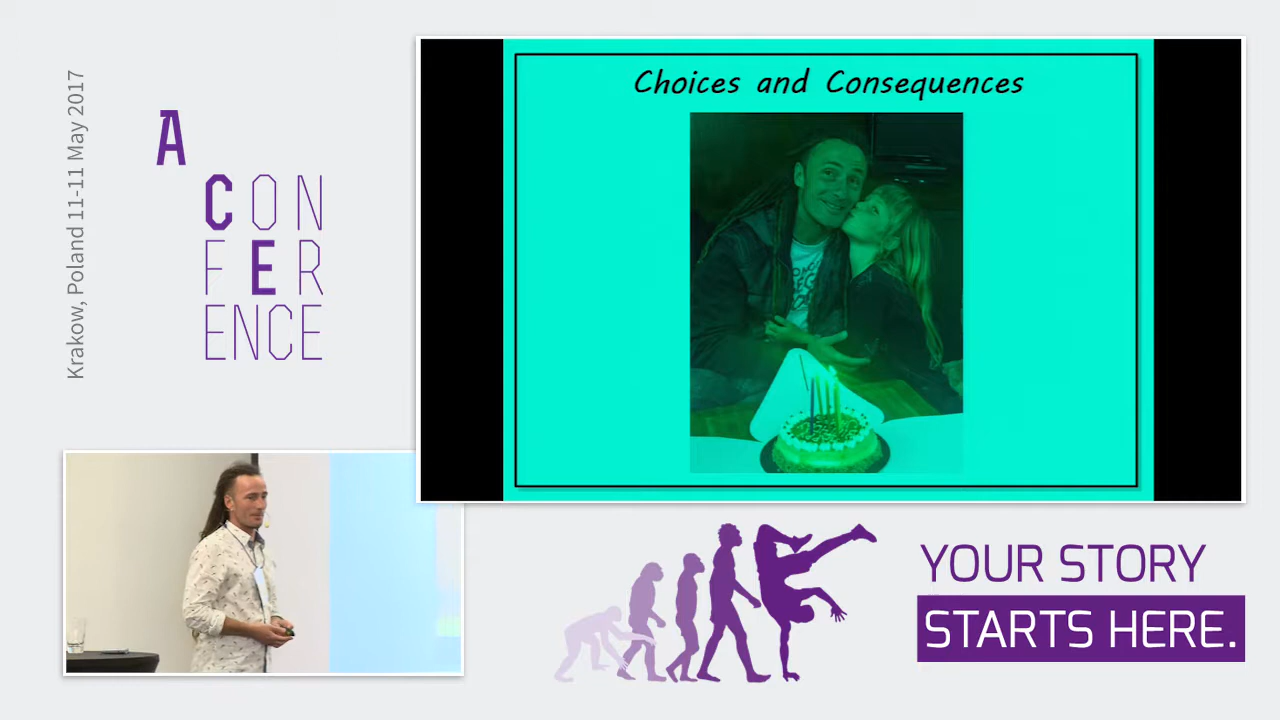 Krakow, Poland 11-11 May 2017
A
CON
FER
ENCE
Choices and Consequences
YOUR STORY
STARTS HERE.